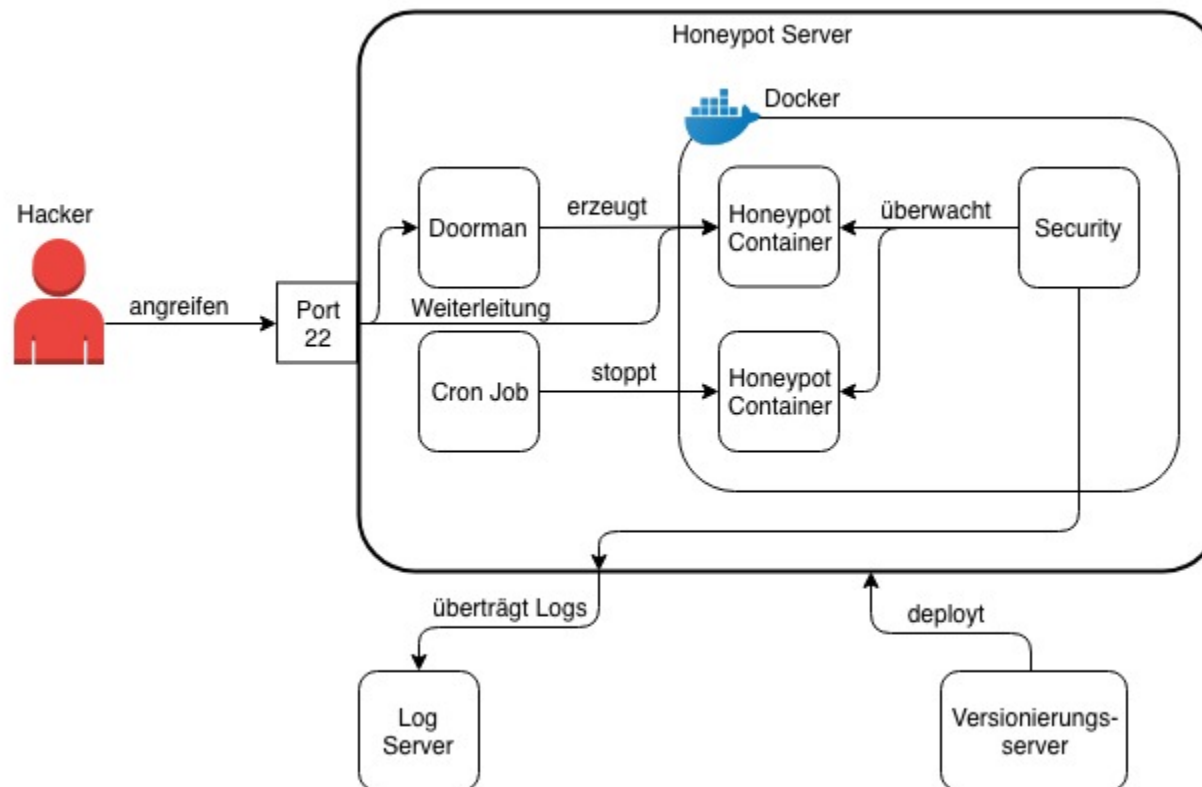 Honeypot Server
Docker
Hacker
angreifen
Port
22
Doorman
erzeugt
Honeypot
Container
überwacht
Security
Weiterleitung
Cron Job
stoppt
Honeypot
Container
überträgt Logs
deployt
Log
Server
Versionierungs-
server